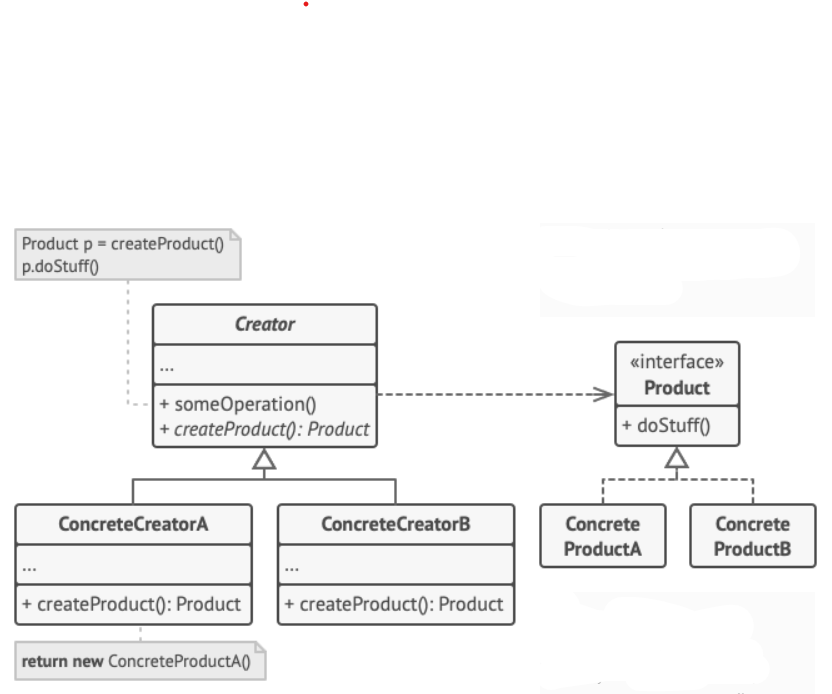 Product p = createProduct()
p.doStuff()
Creator
...
+ someOperation()
+ createProduct(): Product
«interface»
Product
+ doStuff()
ConcreteCreatorA
...
+ createProduct(): Product
ConcreteCreatorB
...
+ createProduct(): Product
Concrete
ProductA
Concrete
ProductB
return new ConcreteProductA()